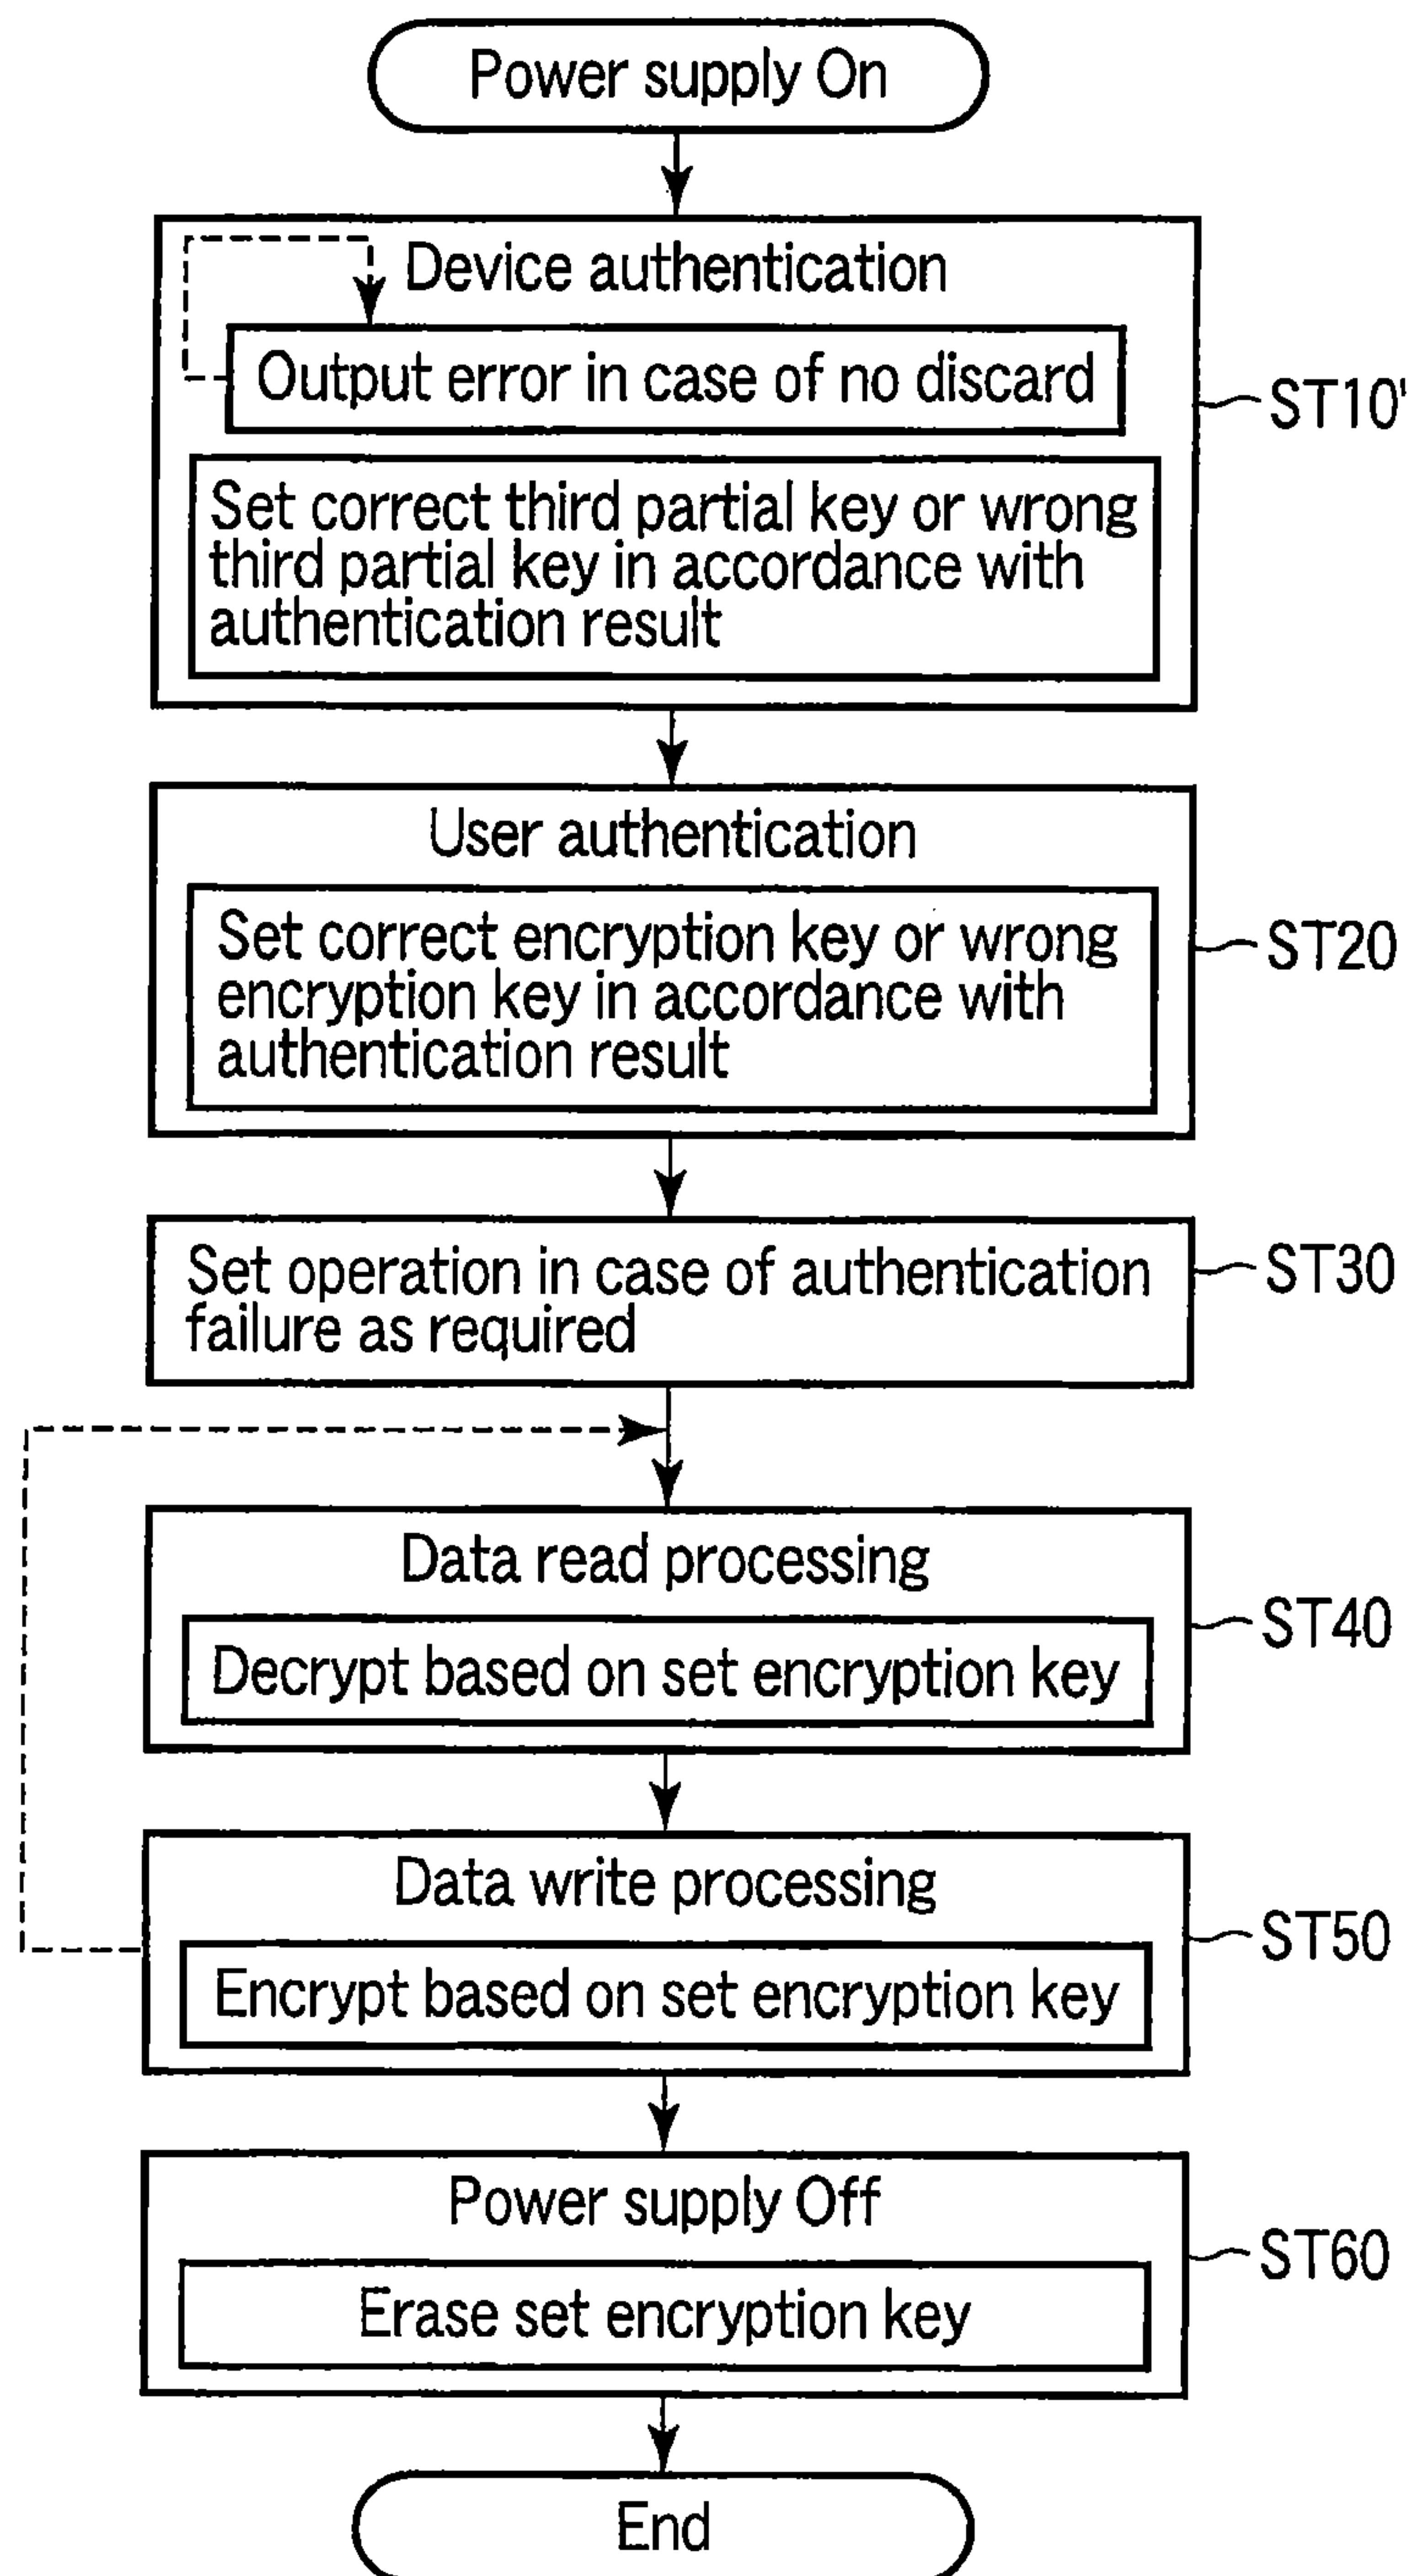 Power supply On
Device authentication
Output error in case of no discard
ST10'
Set correct third partial key or wrong
third partial key in accordance with
authentication result
User authentication
Set correct encryption key or wrong
encryption key in accordance with
authentication result
ST20
Set operation in case of authentication
failure as required
ST30
Data read processing
Decrypt based on set encryption key
ST40
Data write processing
Encrypt based on set encryption key
ST50
Power supply Off
Erase set encryption key
ST60
End